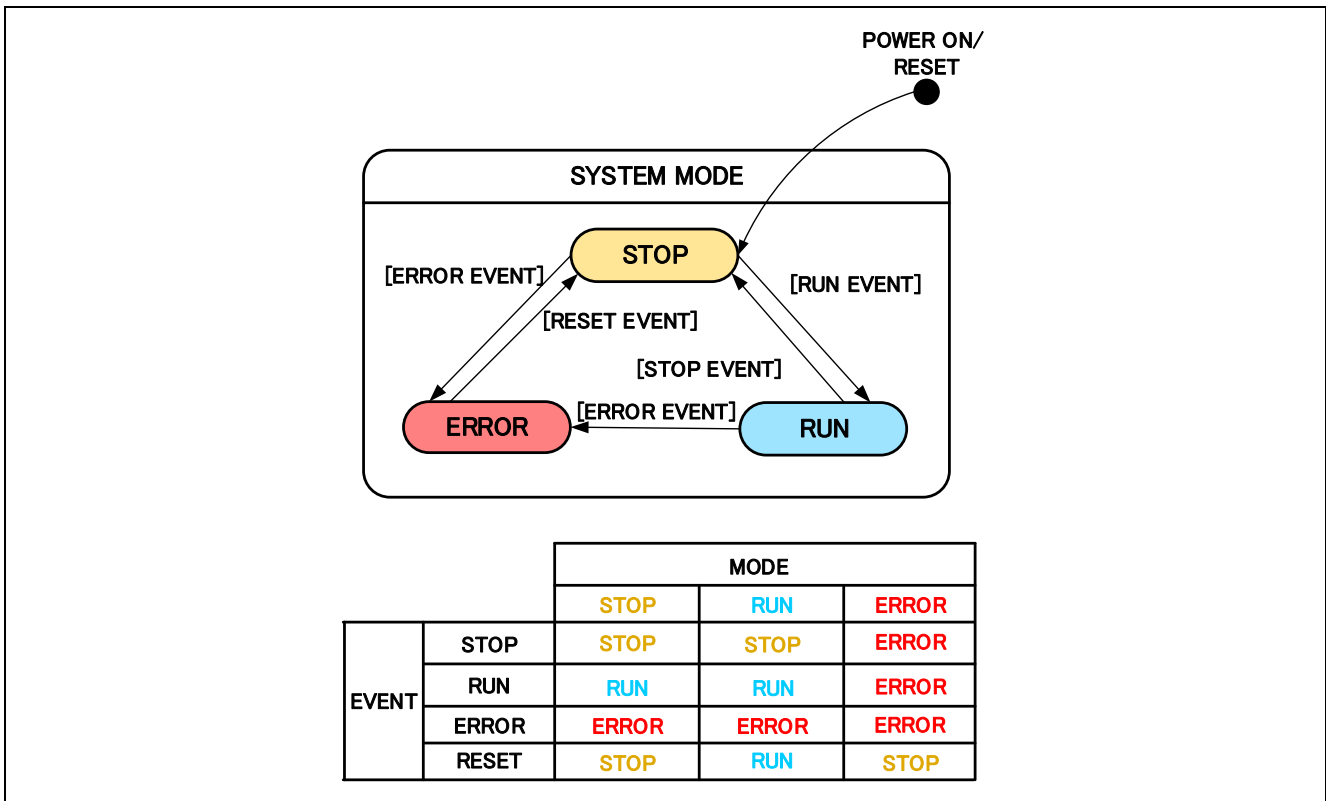 POWER ON/
RESET
SYSTEM MODE
STOP
[ERROR EVENT]
[RUN EVENT]
[RESET EVENT]
[STOP EVENT]
[ERROR EVENT]
ERROR
RUN
MODE
STOP RUN ERROR
EVENT
STOP STOP STOP ERROR
RUN RUN RUN ERROR
ERROR ERROR ERROR ERROR
RESET STOP RUN STOP